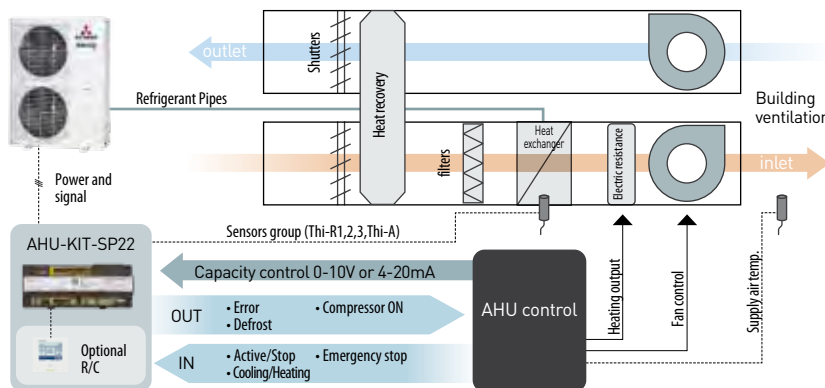 outlet
Shutters
Heat recovery
Refrigerant Pipes
Building
ventilation
filters
Heat
exchanger
Electric resistance
inlet
Power and
signal
Sensors group (Thi-R1,2,3,Thi-A)
AHU-KIT-SP22
Capacity control 0-10V or 4-20mA
AHU control
Heating output
Fan control
Supply air temp.
OUT
• Error
• Compressor ON
• Defrost
IN
• Active/Stop
• Emergency stop
• Cooling/Heating
Optional
R/C